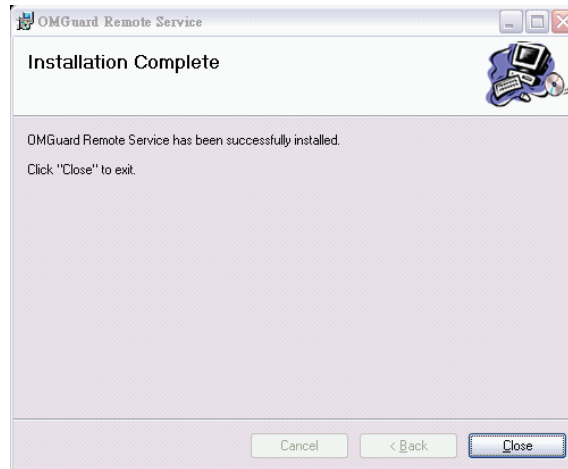 OMGuard Remote Service
Installation Complete
OMGuard Remote Service has been successfully installed.
Click "Close" to exit.
Cancel
< Back
Close